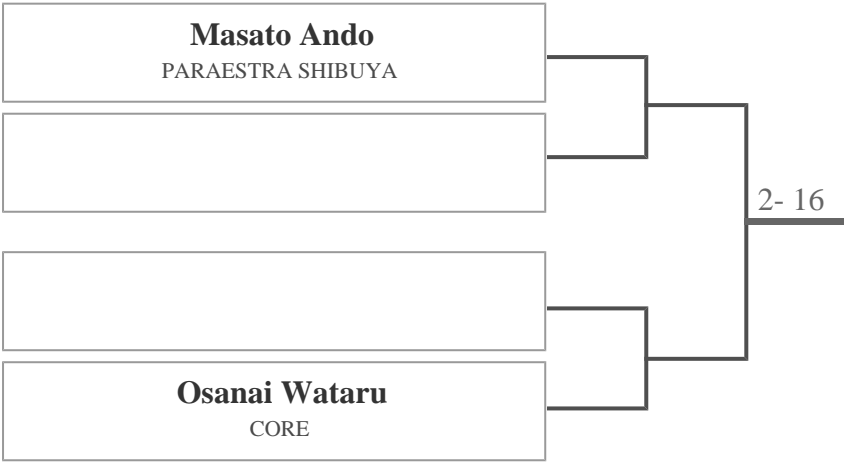 Masato Ando
PARAESTRA SHIBUYA
2- 16
Osanai Wataru
CORE